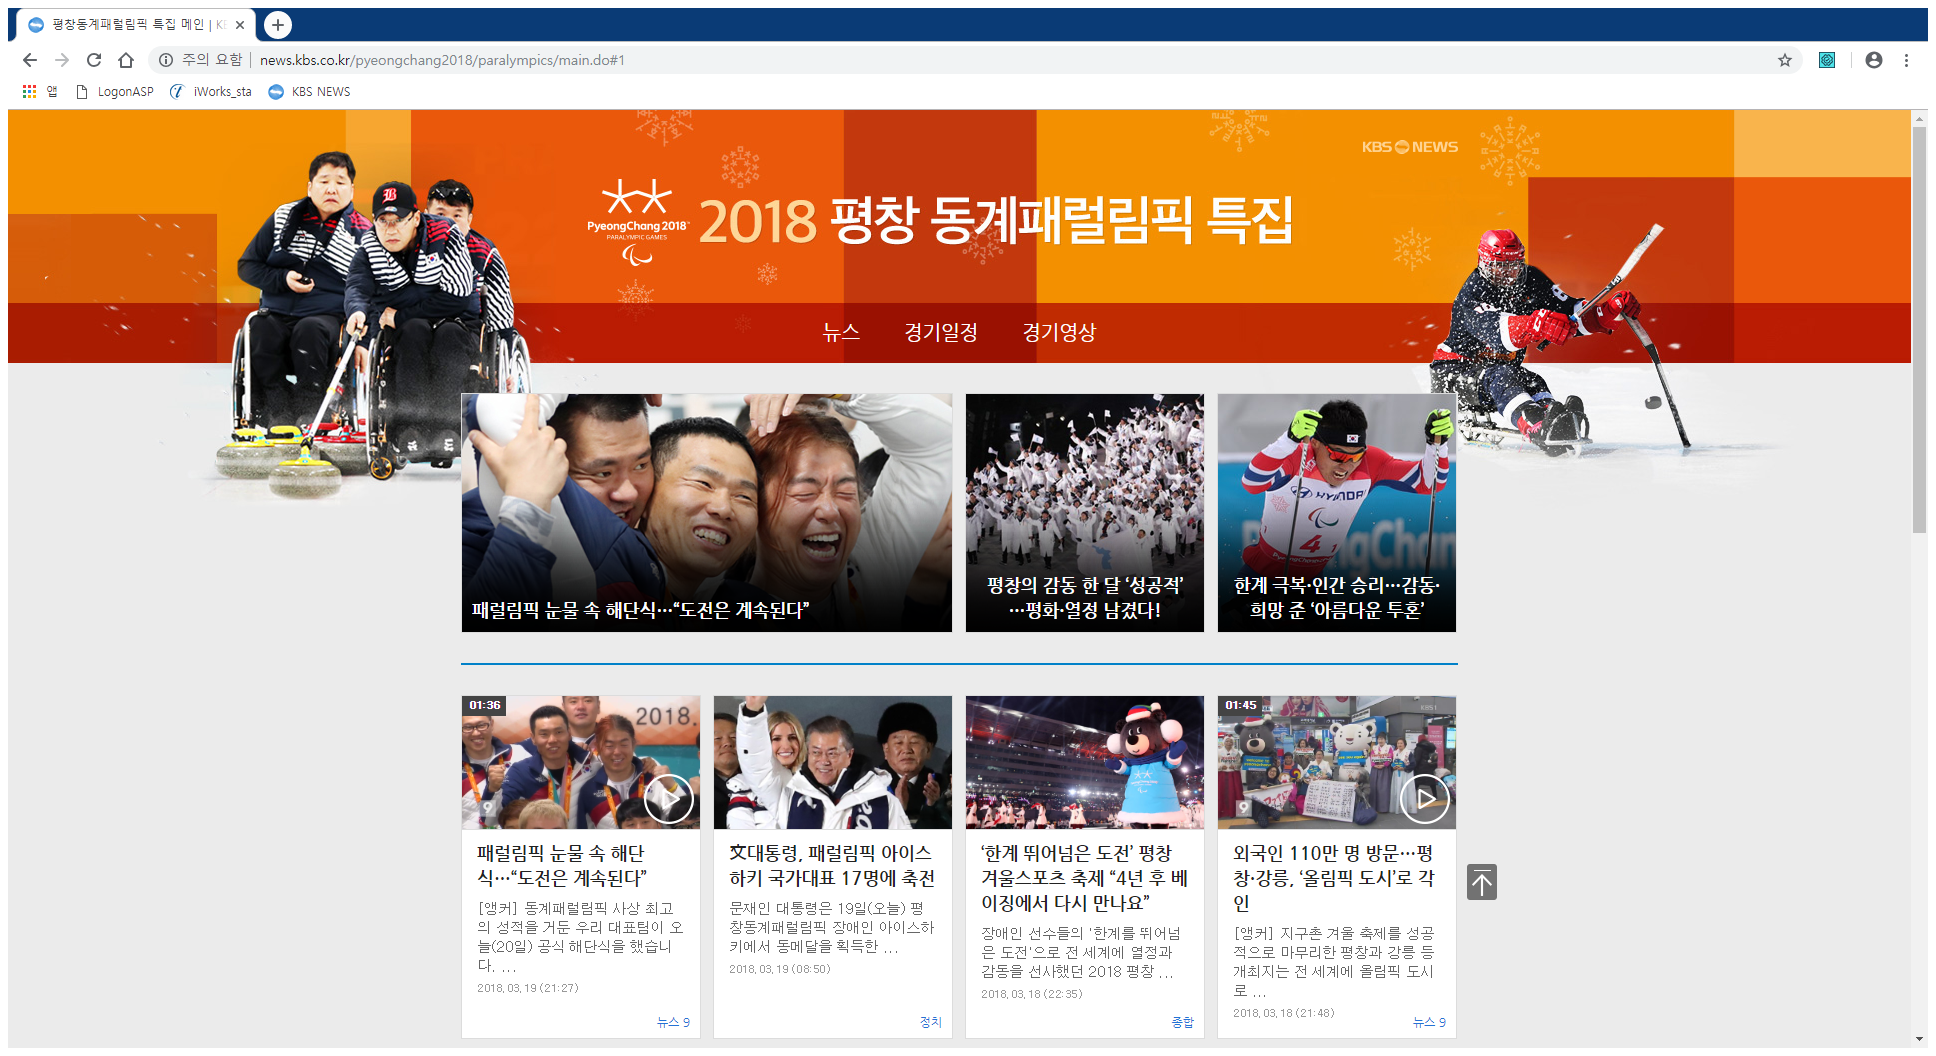 평창동계패럴림픽 특집 메인 | KB
주의 요함 | news.kbs.co.kr/pyeongchang2018/paralympics/main.do#1
앱 LogonASP iWorks_sta KBS NEWS
KBS NEWS
PyeongChang 2018
PARALYMPIC GAMES
2018 평창 동계패럴림픽 특집
뉴스 경기일정 경기영상
패럴림픽 눈물 속 해단식…“도전은 계속된다”
평창의 감동 한 달 ‘성공적’
…평화·열정 남겼다!
HYUNDAI
4
한계 극복·인간 승리…감동·
희망 준 ‘아름다운 투혼’
01:36
2018.
9
패럴림픽 눈물 속 해단
식…“도전은 계속된다”
[앵커] 동계패럴림픽 사상 최고
의 성적을 거둔 우리 대표팀이 오
늘(20일) 공식 해단식을 했습니
다. ...
2018.03.19 (21:27)
뉴스 9
文대통령, 패럴림픽 아이스
하키 국가대표 17명에 축전
문재인 대통령은 19일(오늘) 평
창동계패럴림픽 장애인 아이스하
키에서 동메달을 획득한 ...
2018.03.19 (08:50)
정치
‘한계 뛰어넘은 도전’ 평창
겨울스포츠 축제 “4년 후 베
이징에서 다시 만나요”
장애인 선수들의 '한계를 뛰어넘
은 도전'으로 전 세계에 열정과
감동을 선사했던 2018 평창 ...
2018.03.18 (22:35)
종합
01:45
KBS1
9
외국인 110만 명 방문…평
창·강릉, ‘올림픽 도시’로 각
인
[앵커] 지구촌 겨울 축제를 성공
적으로 마무리한 평창과 강릉 등
개최지는 전 세계에 올림픽 도시
로 ...
2018.03.18 (21:48)
뉴스 9